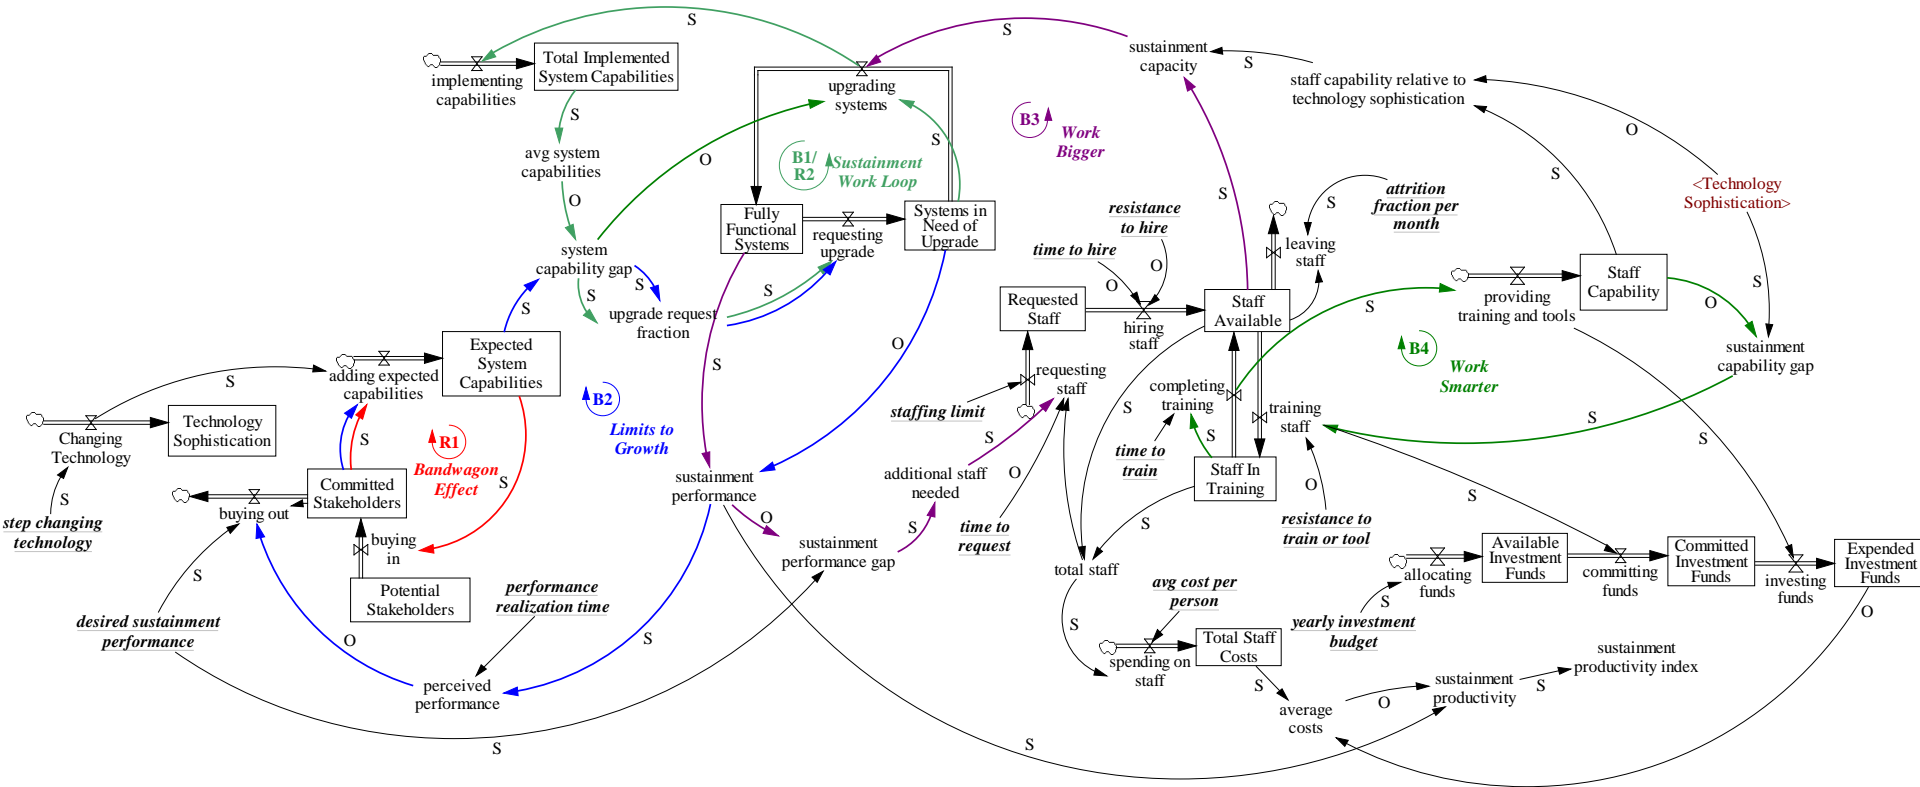 S
S
implementing
capabilities
Total Implemented
System Capabilities
S
avg system
capabilities
O
system
capability gap
S
S
S
upgrade request
fraction
S
O
upgrading
systems
S
B1/
R2
Sustainment
Work Loop
Fully
Functional
Systems
requesting
upgrade
Systems in
Need of
Upgrade
S
O
B3
Work
Bigger
sustainment
capacity
S
staff capability relative to
technology sophistication
O
S
<Technology
Sophistication>
S
attrition
fraction per
month
S
leaving
staff
resistance
to hire
time to hire
O
O
Requested
Staff
hiring
staff
Staff
Available
S
S
providing
training and tools
Staff
Capability
O
sustainment
capability gap
B4
Work
Smarter
S
S
requesting
staff
staffing limit
completing
training
training
staff
S
S
time to
train
Staff In
Training
S
O
resistance to
train or tool
S
additional staff
needed
S
O
time to
request
S
total staff
Expected
System
Capabilities
adding expected
capabilities
S
S
S
B2
Limits to
Growth
R1
Bandwagon
Effect
Changing
Technology
Technology
Sophistication
S
step changing
technology
Committed
Stakeholders
buying out
buying
in
Potential
Stakeholders
S
desired sustainment
performance
O
performance
realization time
perceived
performance
S
S
sustainment
performance
O
sustainment
performance gap
S
avg cost per
person
spending on
staff
Total Staff
Costs
S
average
costs
O
sustainment
productivity
S
sustainment
productivity index
S
allocating
funds
S
yearly investment
budget
Available
Investment
Funds
committing
funds
Committed
Investment
Funds
investing
funds
Expended
Investment
Funds
O